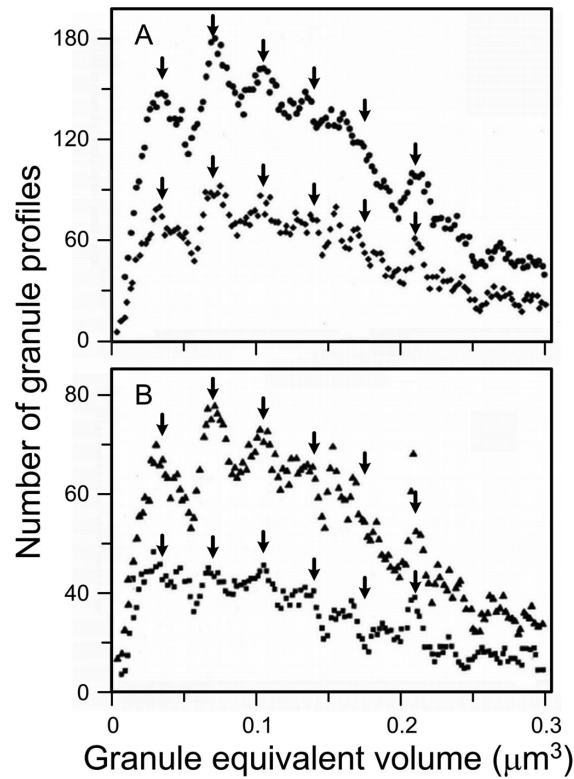 A
180
120
60
0
B
80
60
40
20
0
0 0.1 0.2 0.3
Number of granule profiles
Granule equivalent volume (μm³)